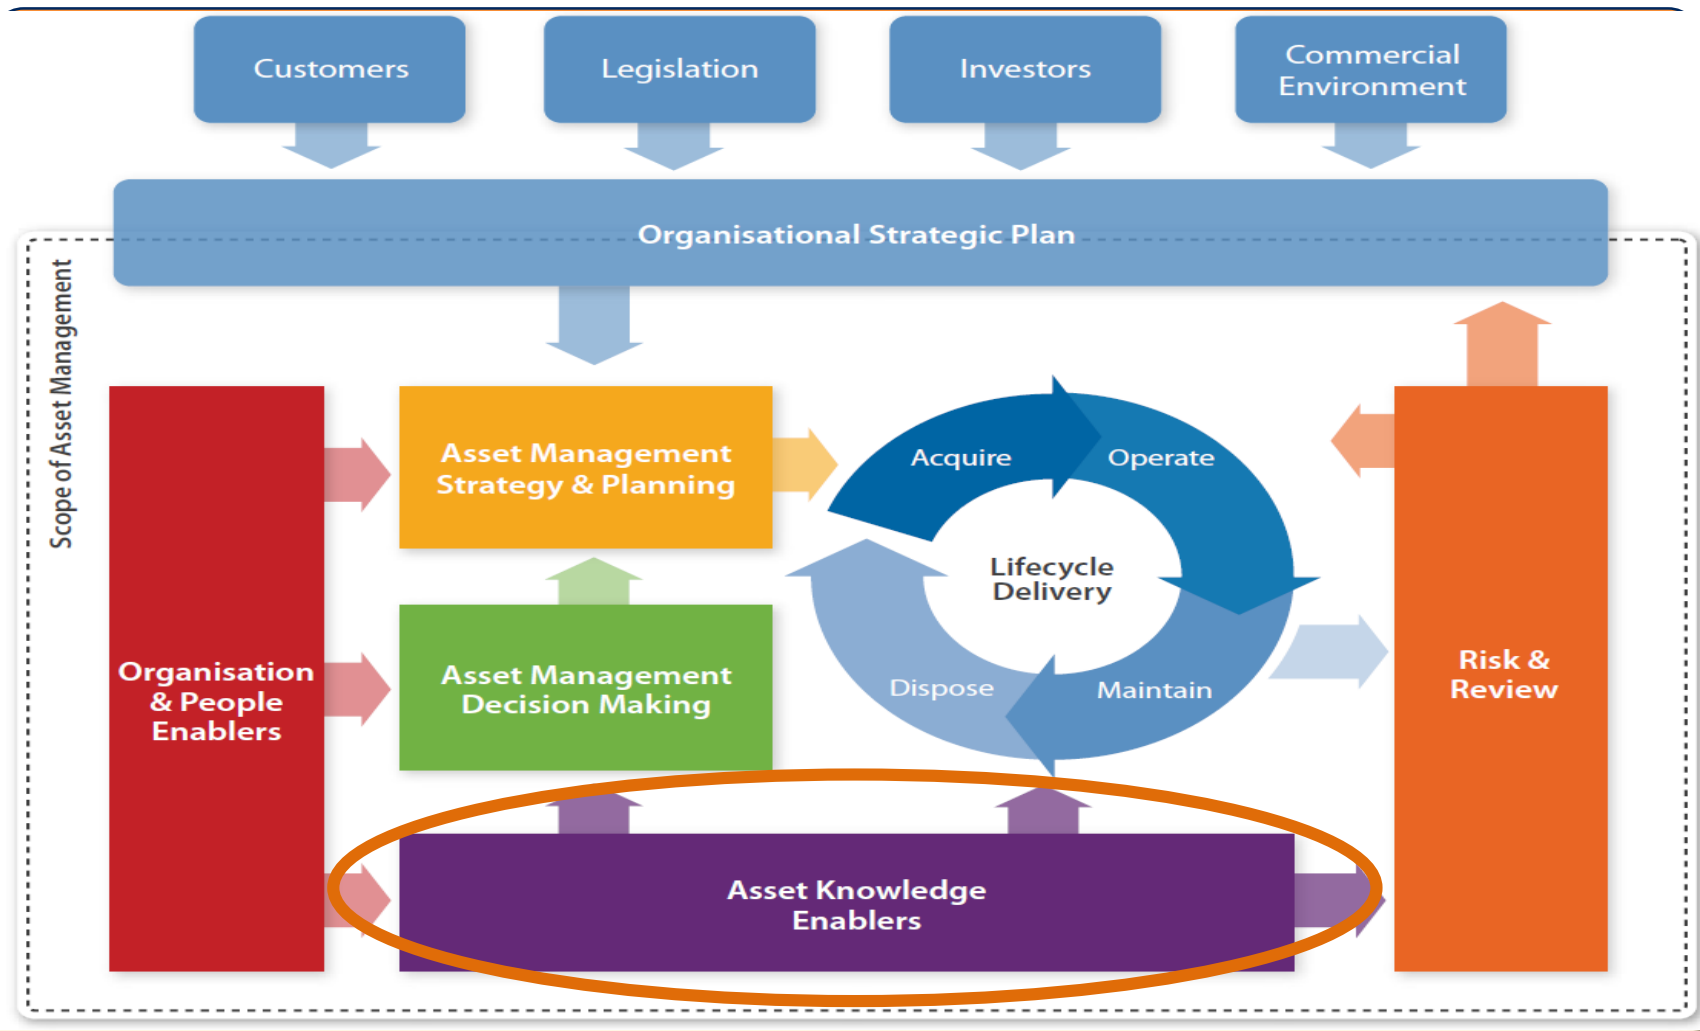 Customers
Legislation
Investors
Commercial
Environment
Organisational Strategic Plan
Scope of Asset Management
Asset Management
Strategy & Planning
Acquire
Operate
Lifecycle
Delivery
Organisation
& People
Enablers
Asset Management
Decision Making
Dispose
Maintain
Risk &
Review
Asset Knowledge
Enablers